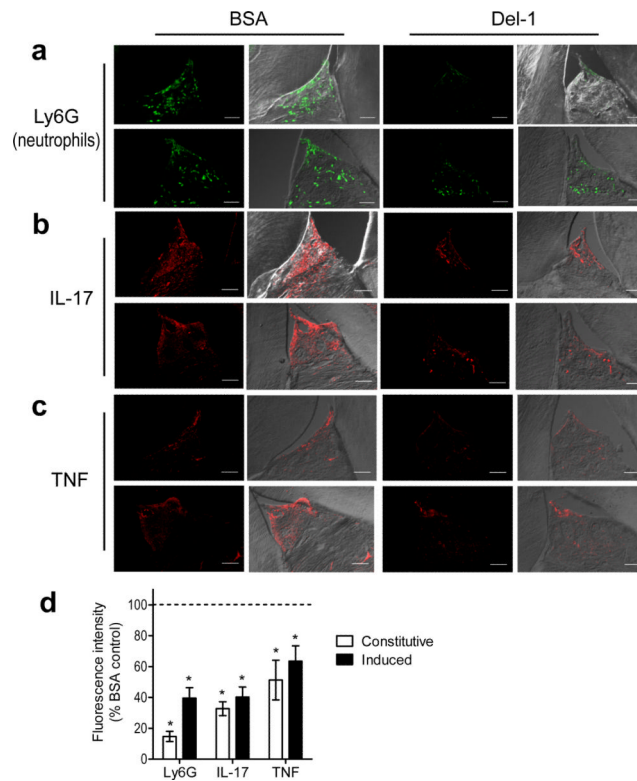 BSA
Del-1
a
Ly6G
(neutrophils)
b
IL-17
c
TNF
d
Fluorescence intensity
(% BSA control)
100
80
60
40
20
0
* * * * * *
Ly6G IL-17 TNF
Constitutive
Induced